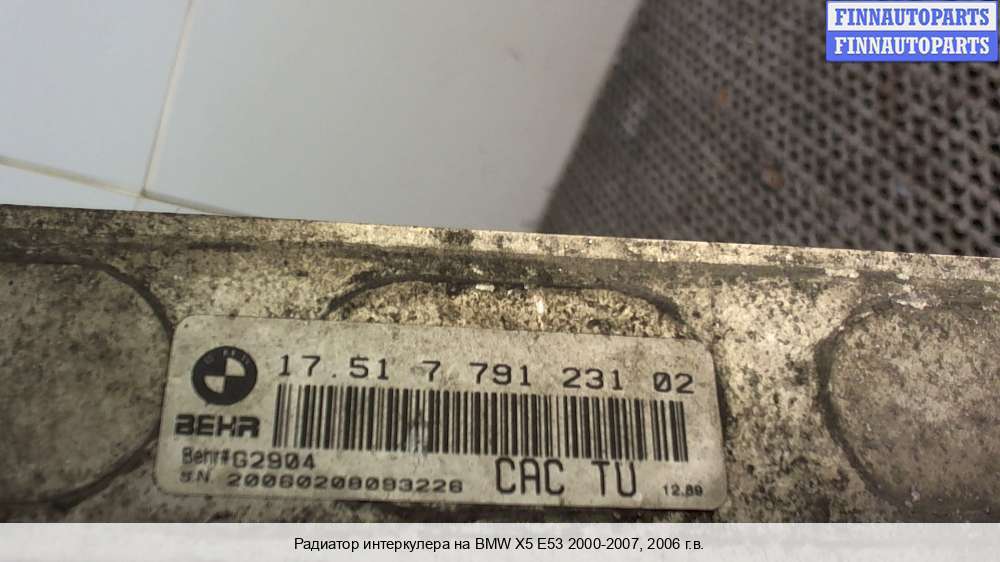 FINNAUTOPARTS
FINNAUTOPARTS
17.51 7 791 231 02
BEHR
Behr# G2904
S.N. 20060208093226
CAC TU
12.89
Радиатор интеркулера на BMW X5 E53 2000-2007, 2006 г.в.